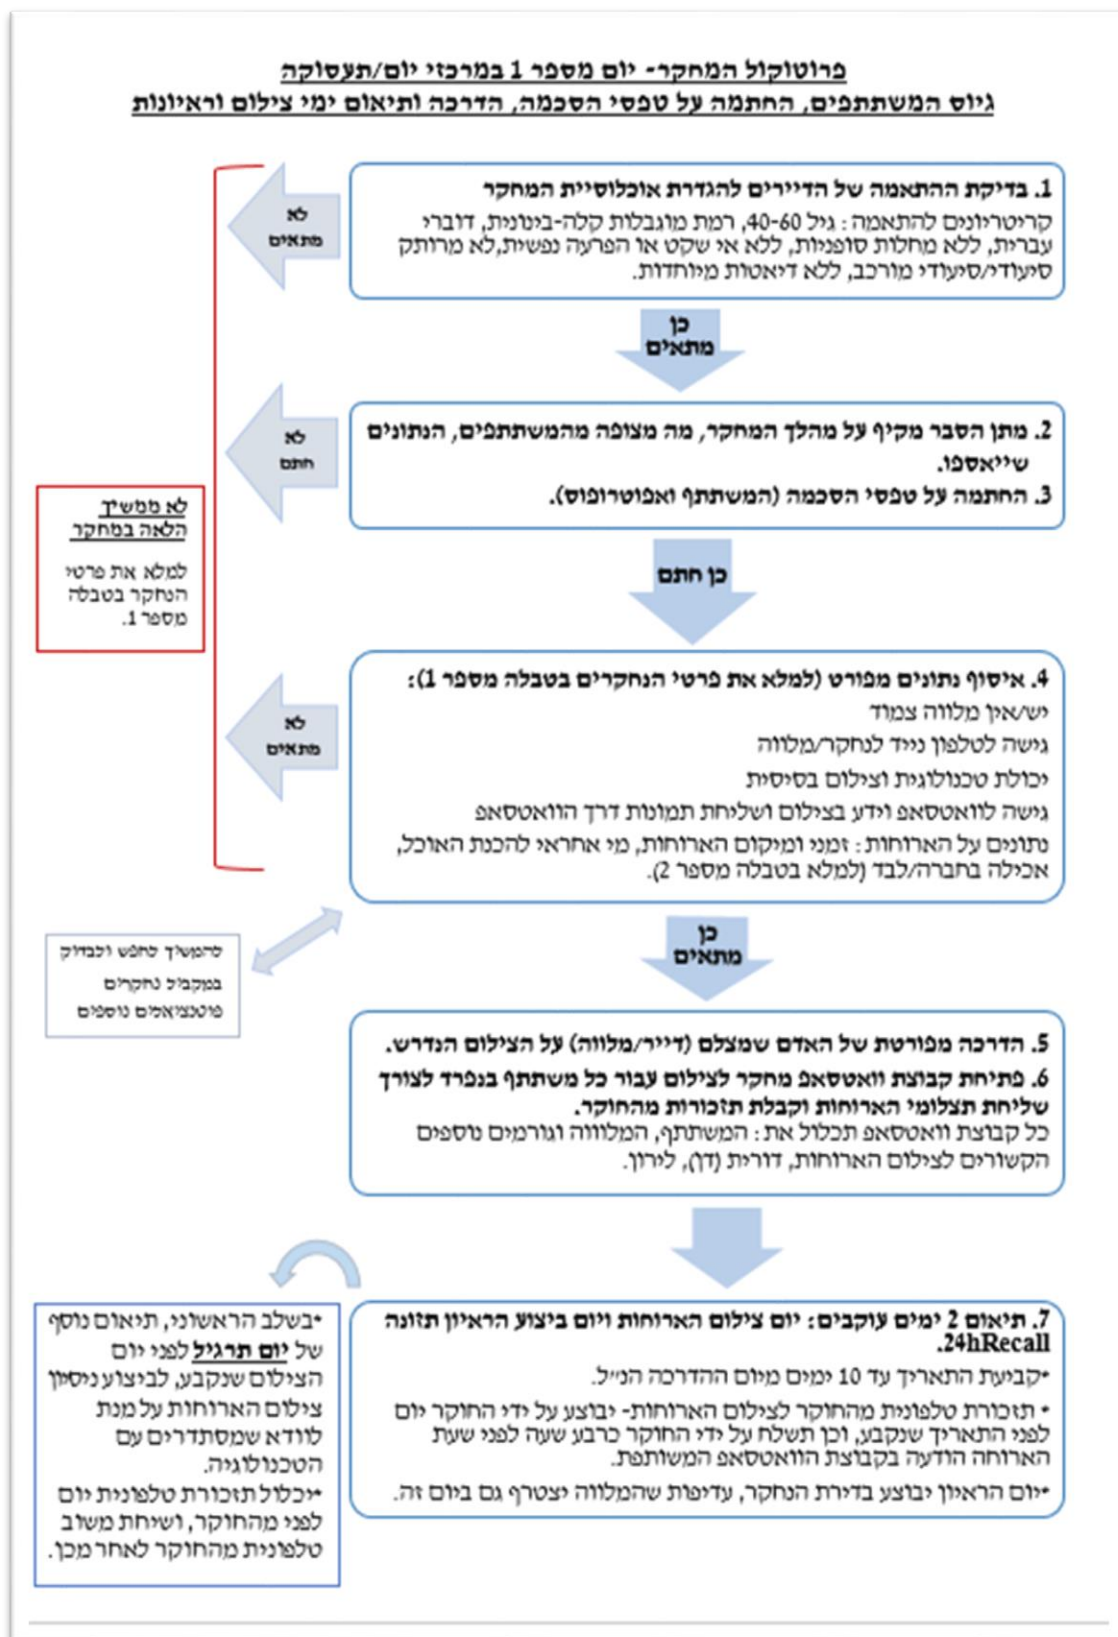 פרוטוקול המחקר- יום מספר 1 במרכזי יום/תעסוקה
גיוס המשתתפים, החתמה על טפסי הסכמה, הדרכה ותיאום ימי צילום וראיונות
1. בדיקת ההתאמה של הדיירים להגדרת אוכלוסיית המחקר
קריטריונים להתאמה: גיל 40-60, רמת מוגבלות קלה-בינונית, דוברי
עברית, ללא מחלות סופניות, ללא אי שקט או הפרעה נפשית,לא מרותק
סיעודי/סיעודי מורכב, ללא דיאטות מיוחדות.
לא
מתאים
כן
מתאים
2. מתן הסבר מקיף על מהלך המחקר, מה מצופה מהמשתתפים, הנתונים
שייאספו.
3. החתמה על טפסי הסכמה (המשתתף ואפוטרופוס).
לא
חתם
כן חתם
לא ממשיך
הלאה במחקר
למלא את פרטי
הנחקר בטבלה
מספר 1.
4. איסוף נתונים מפורט (למלא את פרטי הנחקרים בטבלה מספר 1):
יש/אין מלווה צמוד
גישה לטלפון נייד לנחקר/מלווה
יכולת טכנולוגית וצילום בסיסית
גישה לוואטסאפ וידע בצילום ושליחת תמונות דרך הוואטסאפ
נתונים על הארוחות: זמני ומיקום הארוחות, מי אחראי להכנת האוכל,
אכילה בחברה/לבד (למלא בטבלה מספר 2).
לא
מתאים
להמשיך לחפש ולבדוק
במקביל נחקרים
פוטנציאלים נוספים
כן
מתאים
5. הדרכה מפורטת של האדם שמצלם (דייר/מלווה) על הצילום הנדרש.
6. פתיחת קבוצת וואטסאפ מחקר לצילום עבור כל משתתף בנפרד לצורך
שליחת תצלומי הארוחות וקבלת תזכורות מהחוקר.
כל קבוצת וואטסאפ תכלול את: המשתתף, המלוווה וגורמים נוספים
הקשורים לצילום הארוחות, דורית (דן), לירון.
7. תיאום 2 ימים עוקבים: יום צילום הארוחות ויום ביצוע הראיון תזונה
24hRecall.
*קביעת התאריך עד 10 ימים מיום ההדרכה הנ״ל.
* תזכורת טלפונית מהחוקר לצילום הארוחות- יבוצע על ידי החוקר יום
לפני התאריך שנקבע, וכן תשלח על ידי החוקר כרבע שעה לפני שעת
הארוחה הודעה בקבוצת הוואטסאפ המשותפת.
*יום הראיון יבוצע בדירת הנחקר, עדיפות שהמלווה יצטרף גם ביום זה.
*בשלב הראשוני, תיאום נוסף
של יום תרגיל לפני יום
הצילום שנקבע, לביצוע ניסיון
צילום הארוחות על מנת
לוודא שמסתדרים עם
הטכנולוגיה.
*יכלול תזכורת טלפונית יום
לפני מהחוקר, ושיחת משוב
טלפונית מהחוקר לאחר מכן.